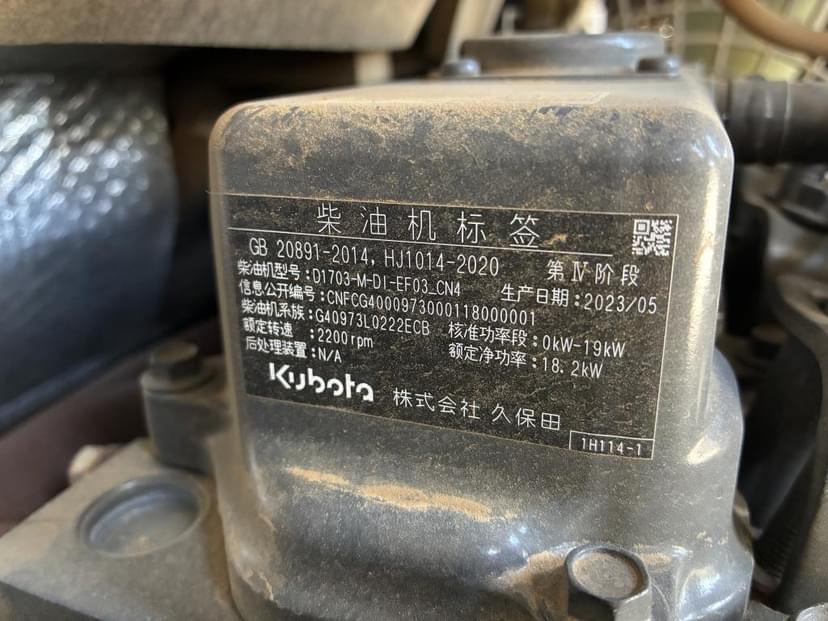 柴油机标签
GB 20891-2014, HJ1014-2020 第Ⅳ阶段
柴油机型号:D1703-M-DI-EF03_CN4 生产日期:2023/05
信息公开编号:CNFCG4000973000118000001
柴油机系族:G40973L0222ECB 核准功率段:0kW-19kW
额定转速 :2200rpm 额定净功率:18.2kW
后处理装置:N/A
Kubota 株式会社 久保田
1H114-1